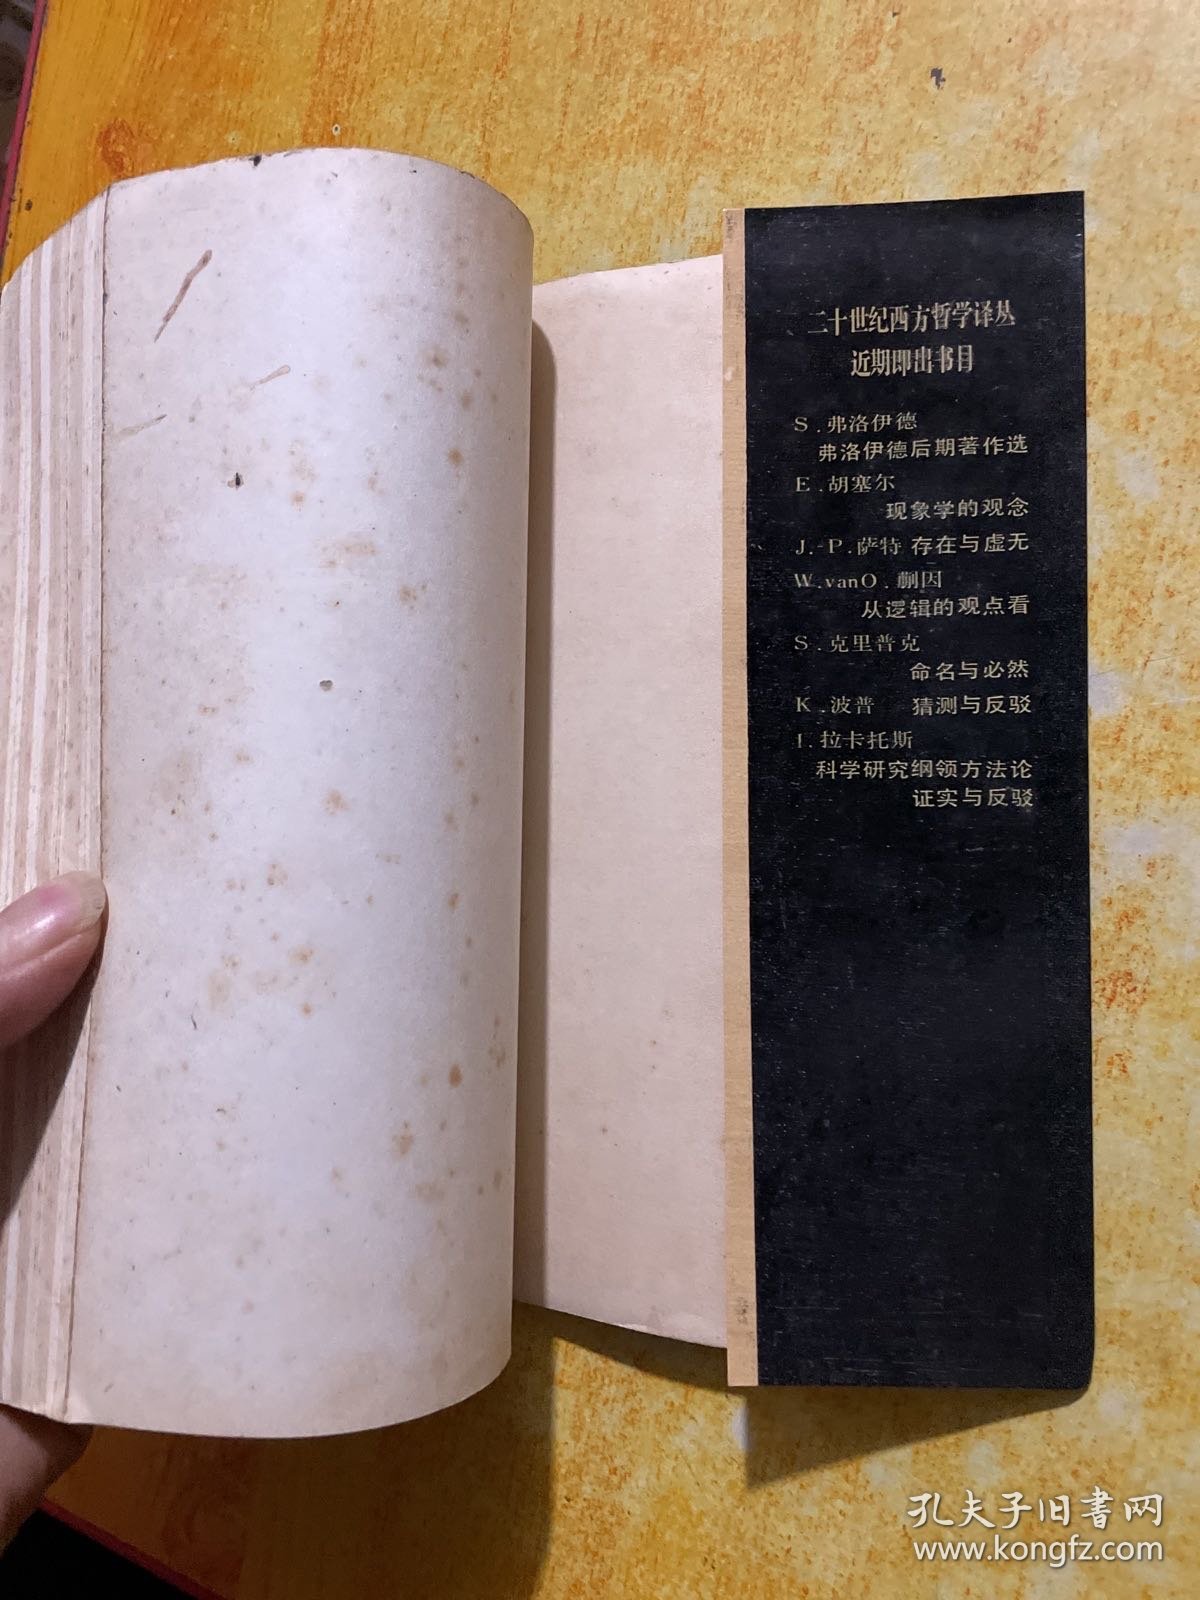 二十世纪西方哲学译丛
近期即出书目
S.弗洛伊德
弗洛伊德后期著作选
E.胡塞尔
现象学的观念
J.-P.萨特 存在与虚无
W.vanO.蒯因
从逻辑的观点看
S.克里普克
命名与必然
K.波普 猜测与反驳
I.拉卡托斯
科学研究纲领方法论
证实与反驳
孔夫子旧书网
www.kongfz.com